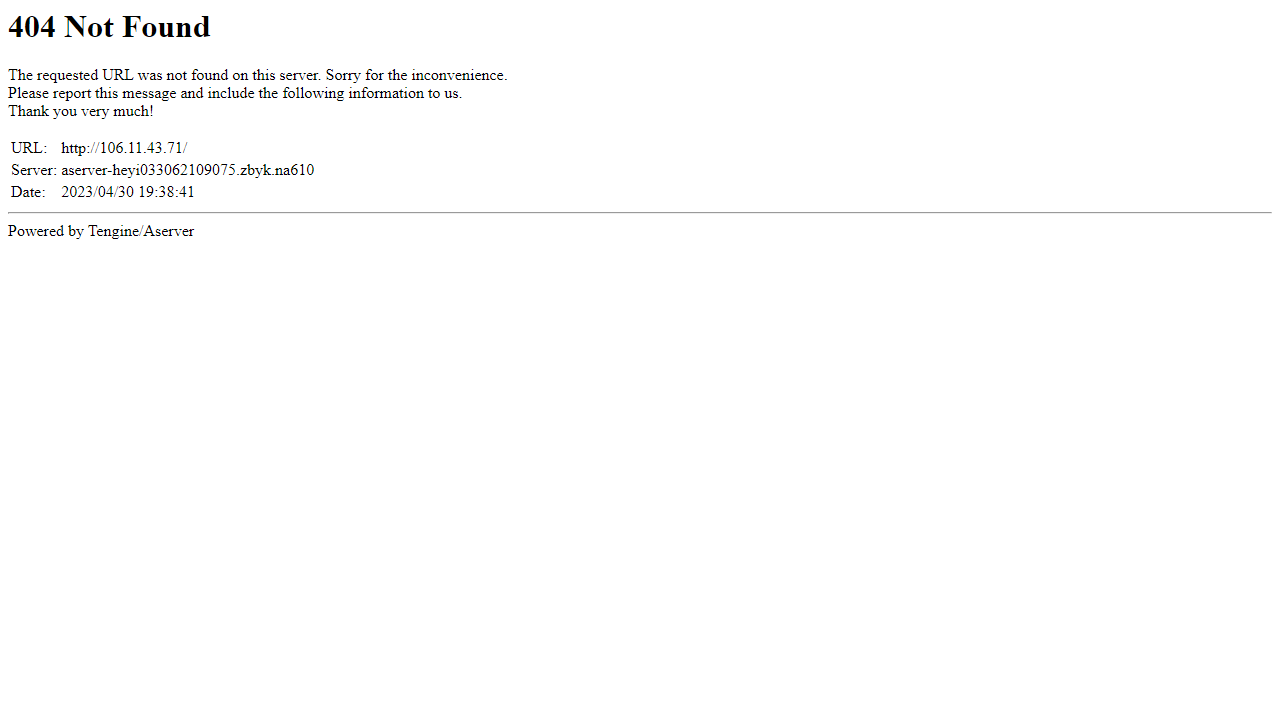 404 Not Found
The requested URL was not found on this server. Sorry for the inconvenience.
Please report this message and include the following information to us.
Thank you very much!
URL: http://106.11.43.71/
Server: aserver-heyi033062109075.zbyk.na610
Date: 2023/04/30 19:38:41
Powered by Tengine/Aserver